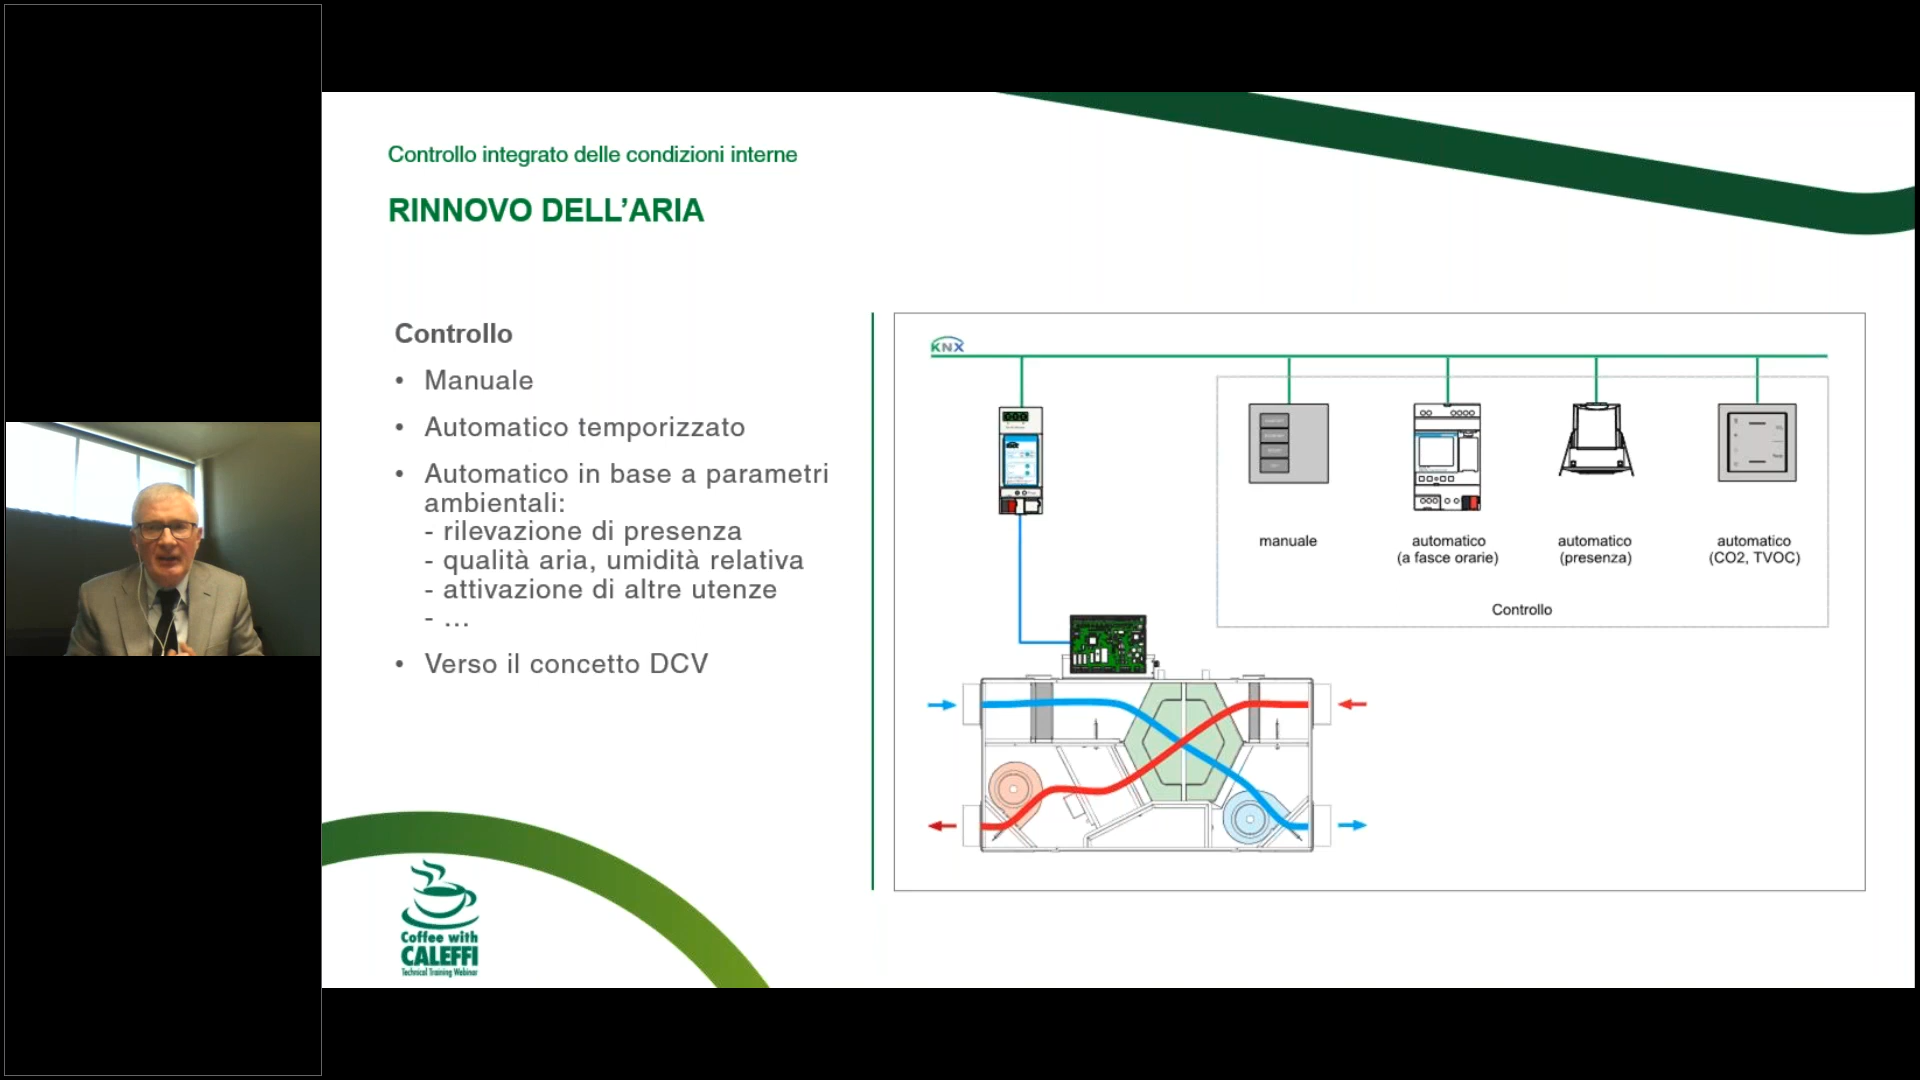 Controllo integrato delle condizioni interne
RINNOVO DELL’ARIA
Controllo
• Manuale
• Automatico temporizzato
• Automatico in base a parametri
ambientali:
- rilevazione di presenza
- qualità aria, umidità relativa
- attivazione di altre utenze
- ...
• Verso il concetto DCV
KNX
manuale
automatico
(a fasce orarie)
automatico
(presenza)
automatico
(CO2, TVOC)
Controllo
Coffee with
CALEFFI
Technical Training Webinar